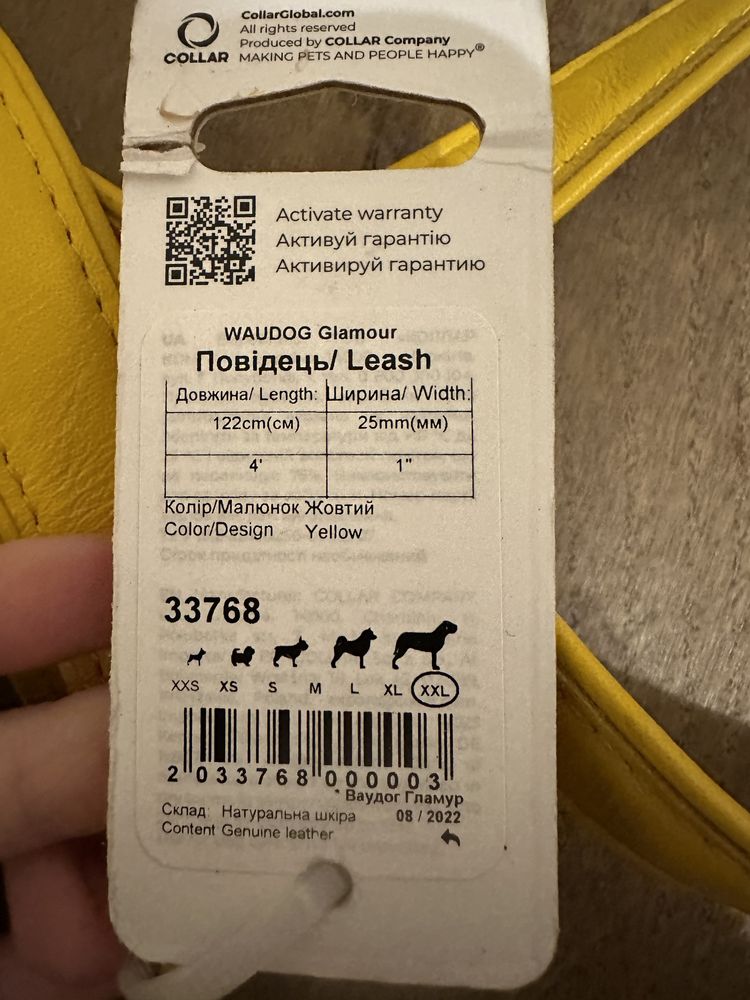 CollarGlobal.com
All rights reserved
Produced by COLLAR Company
COLLAR MAKING PETS AND PEOPLE HAPPY®
Activate warranty
Активуй гарантію
Активируй гарантию
WAUDOG Glamour
Повідець/ Leash
Довжина/ Length: Ширина/ Width:
122cm(см) 25mm(мм)
4' 1"
Колір/Малюнок Жовтий
Color/Design Yellow
33768
XXS XS S M L XL XXL
2 033768 000003
* Ваудог Гламур
Склад: Натуральна шкіра 08 / 2022
Content Genuine leather